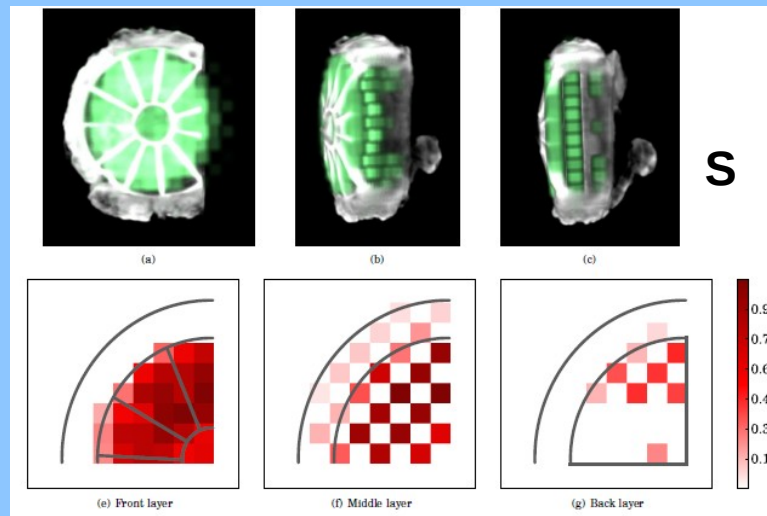 (a)
(b)
(c)
S
(e) Front layer
(f) Middle layer
(g) Back layer
0.9
0.7
0.6
0.4
0.3
0.1